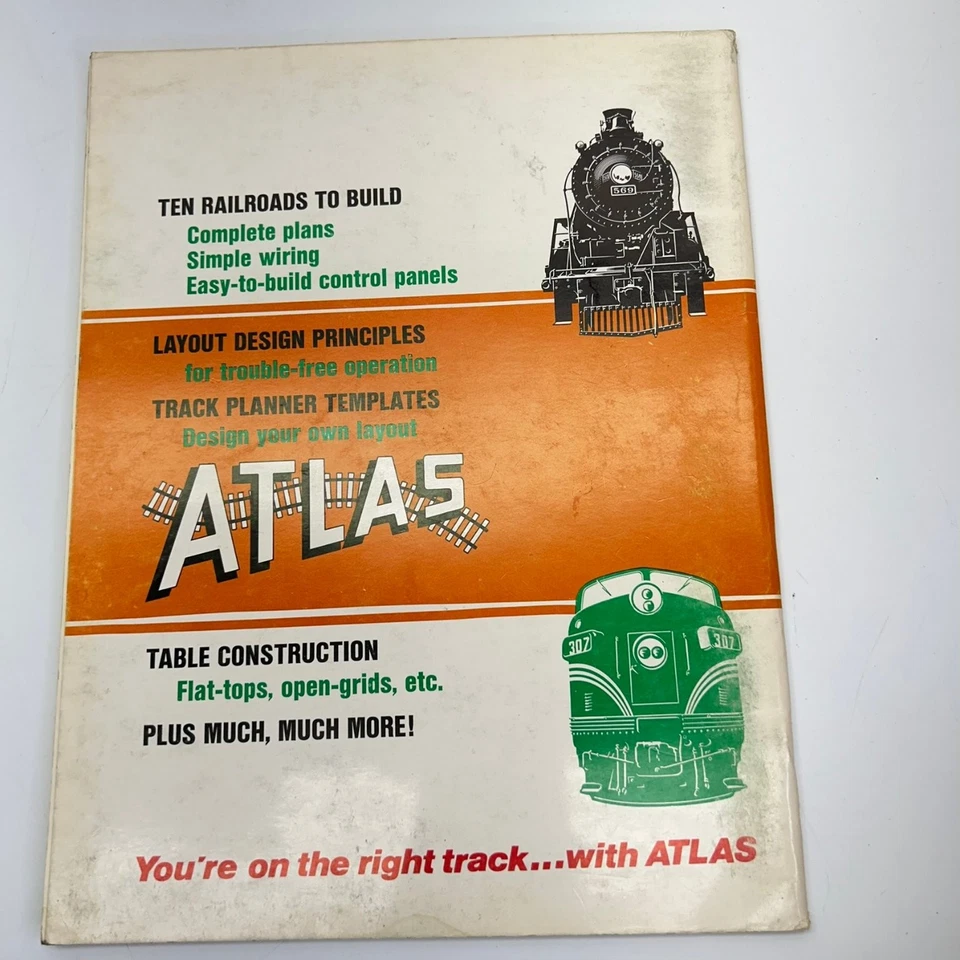 TEN RAILROADS TO BUILD
Complete plans
Simple wiring
Easy-to-build control panels
569
LAYOUT DESIGN PRINCIPLES
for trouble-free operation
TRACK PLANNER TEMPLATES
Design your own layout
ATLAS
307
307
TABLE CONSTRUCTION
Flat-tops, open-grids, etc.
PLUS MUCH, MUCH MORE!
You're on the right track...with ATLAS